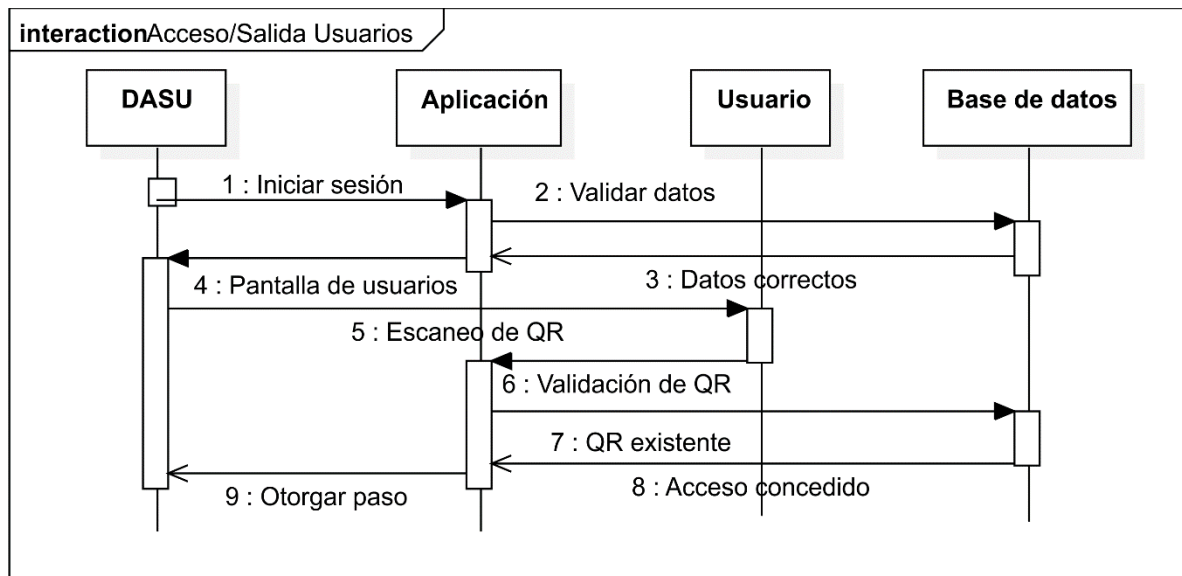 interactionAcceso/Salida Usuarios
DASU
Aplicación
Usuario
Base de datos
1 : Iniciar sesión
2 : Validar datos
3 : Datos correctos
4 : Pantalla de usuarios
5 : Escaneo de QR
6 : Validación de QR
7 : QR existente
8 : Acceso concedido
9 : Otorgar paso